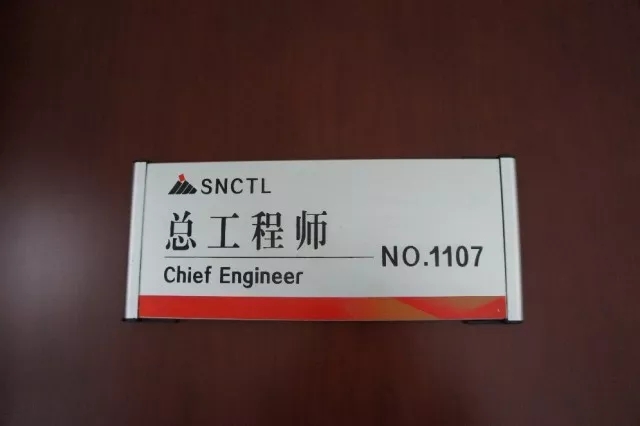 SNCTL
总工程师
Chief Engineer
NO.1107